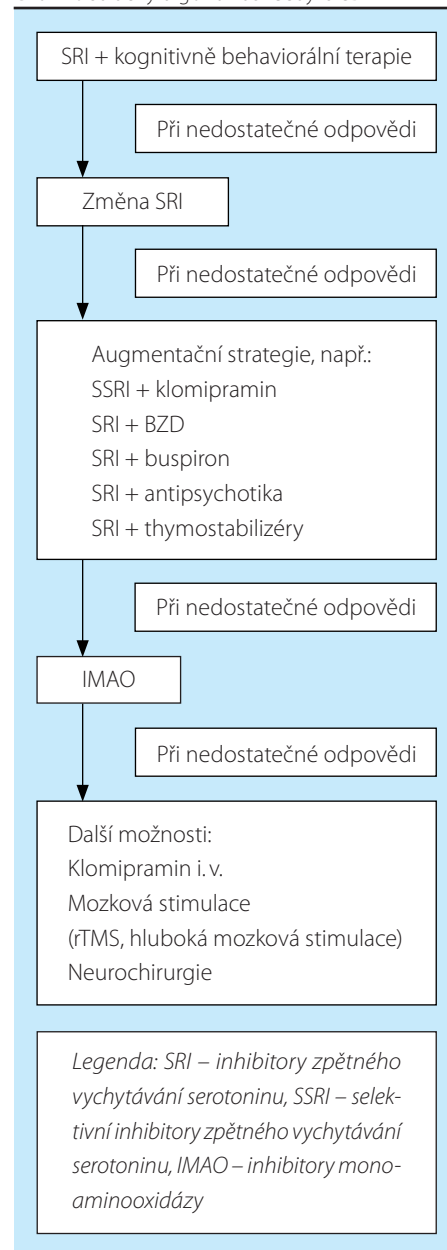 SRI + kognitivně behaviorální terapie
Při nedostatečné odpovědi
Změna SRI
Při nedostatečné odpovědi
Augmentační strategie, např.:
SSRI + klomipramin
SRI + BZD
SRI + buspiron
SRI + antipsychotika
SRI + thymostabilizéry
Při nedostatečné odpovědi
IMAO
Při nedostatečné odpovědi
Další možnosti:
Klomipramin i. v.
Mozková stimulace
(rTMS, hluboká mozková stimulace)
Neurochirurgie
Legenda: SRI – inhibitory zpětného
vychytávání serotoninu, SSRI – selek-
tivní inhibitory zpětného vychytávání
serotoninu, IMAO – inhibitory mono-
aminooxidázy